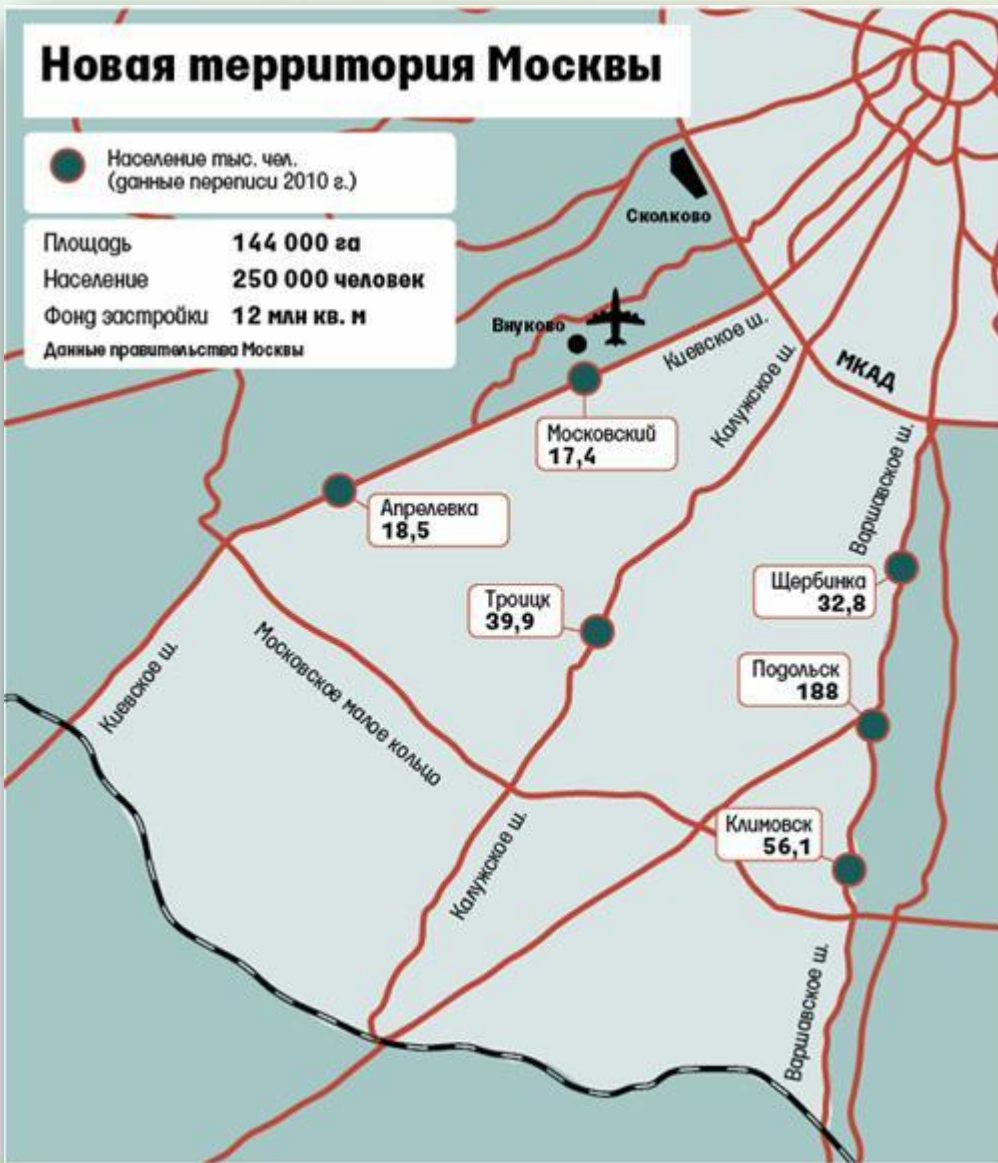 Новая территория Москвы
Население тыс. чел.
(данные переписи 2010 г.)
Площадь 144 000 га
Население 250 000 человек
Фонд застройки 12 млн кв. м
Данные правительства Москвы
Сколково
Внуково
Киевское ш.
Калужское ш.
МКАД
Московский
17,4
Варшавское ш.
Апрелевка
18,5
Щербинка
32,8
Троицк
39,9
Подольск
188
Киевское ш.
Московское малое кольцо
Климовск
56,1
Калужское ш.
Варшавское ш.